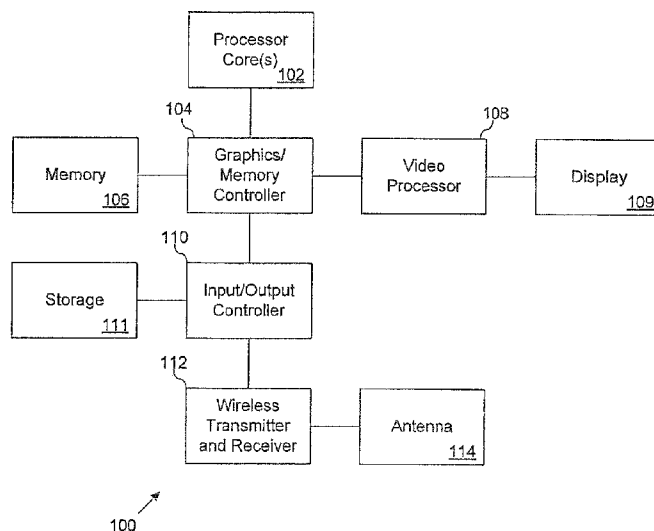 Processor
Core(s)
102
104
108
Memory
106
Graphics/
Memory
Controller
Video
Processor
Display
109
110
Storage
111
Input/Output
Controller
112
Wireless
Transmitter
and Receiver
Antenna
114
100